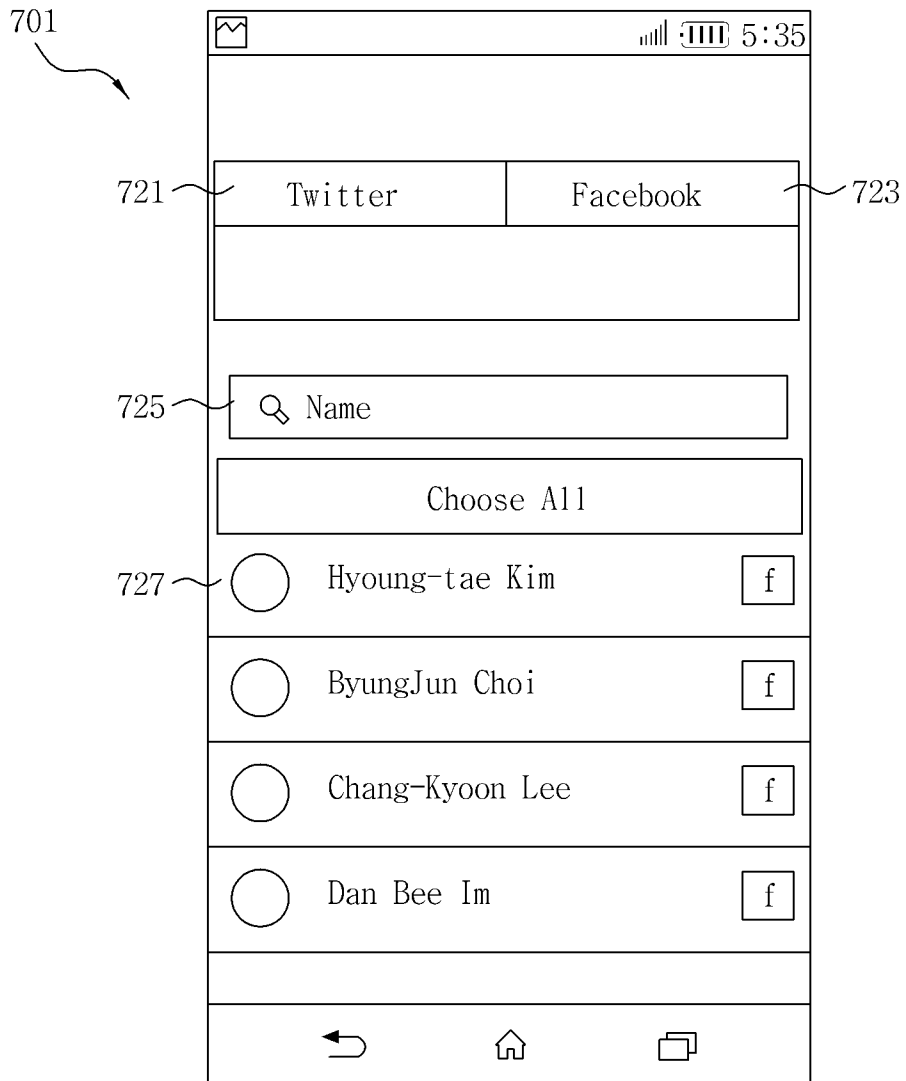 701
5:35
721 Twitter Facebook 723
725 Name
Choose All
727 Hyoung-tae Kim f
ByungJun Choi f
Chang-Kyoon Lee f
Dan Bee Im f